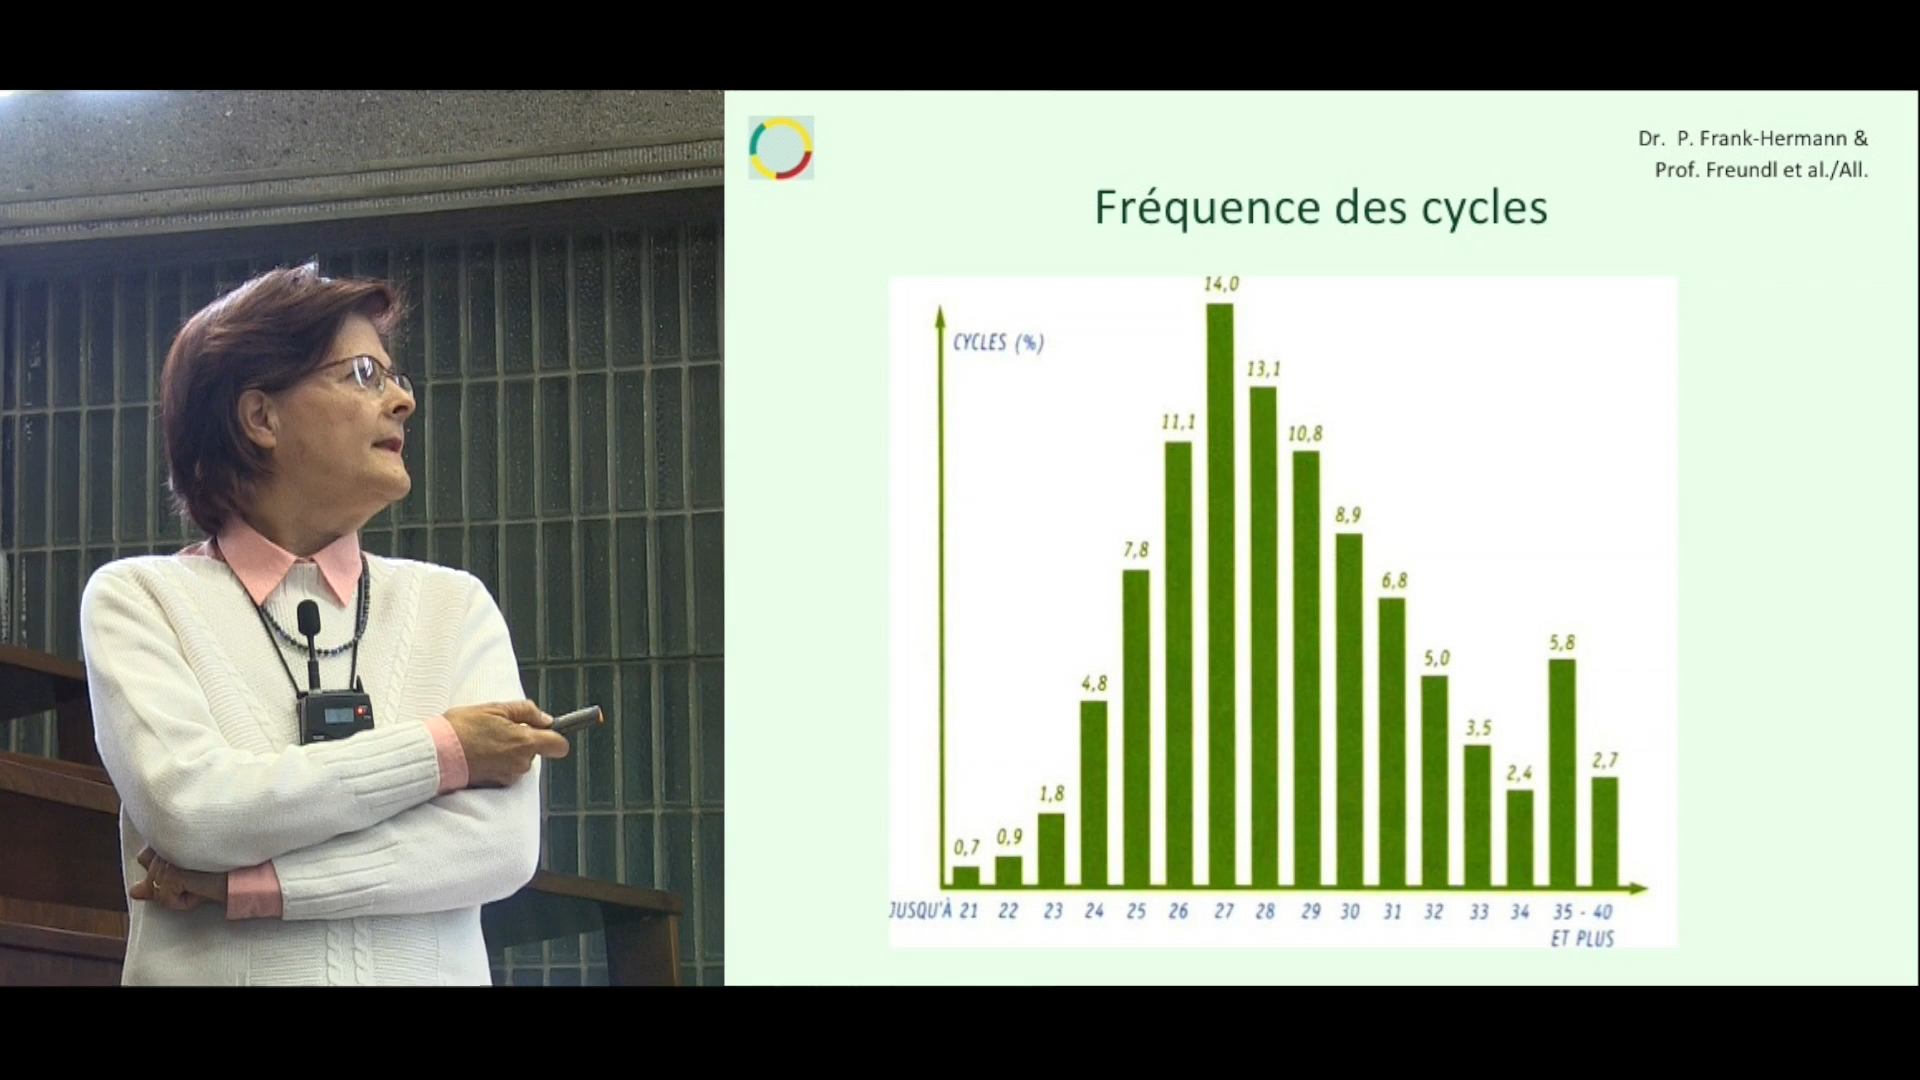 Dr.  P. Frank-Hermann &
Prof. Freundl et al./All.
Fréquence des cycles
CYCLES (%)
14,0
13,1
11,1
10,8
8,9
7,8
6,8
5,8
5,0
4,8
3,5
2,7
2,4
1,8
0,9
0,7
JUSQU'À 21 22 23 24 25 26 27 28 29 30 31 32 33 34 35 - 40
ET PLUS